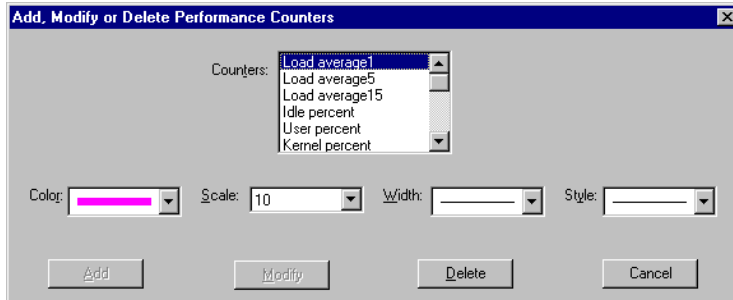 Add, Modify or Delete Performance Counters
Counters:
Load average1
Load average5
Load average15
Idle percent
User percent
Kernel percent
Color:
Scale: 10
Width:
Style:
Add
Modify
Delete
Cancel